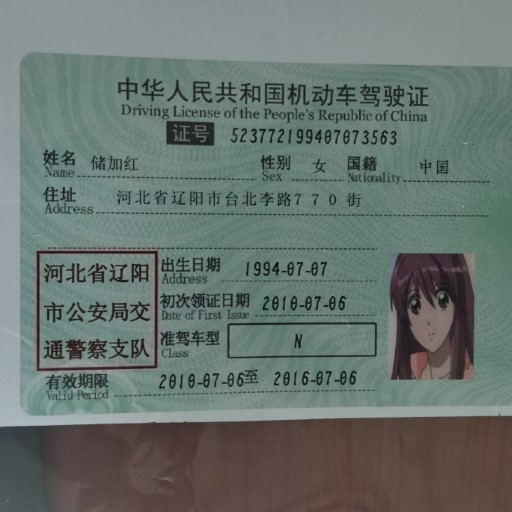 中华人民共和国机动车驾驶证
Driving License of the People's Republic of China
证号 523772199407073563
姓名 储加红 性别 女 国籍 中国
Name Sex Nationality
住址 河北省辽阳市台北李路770街
Address
河北省辽阳
市公安局交
通警察支队
出生日期 1994-07-07
Address
初次领证日期 2010-07-06
Date of First Issue
准驾车型 N
Class
有效期限 2010-07-06至 2016-07-06
Valid Period